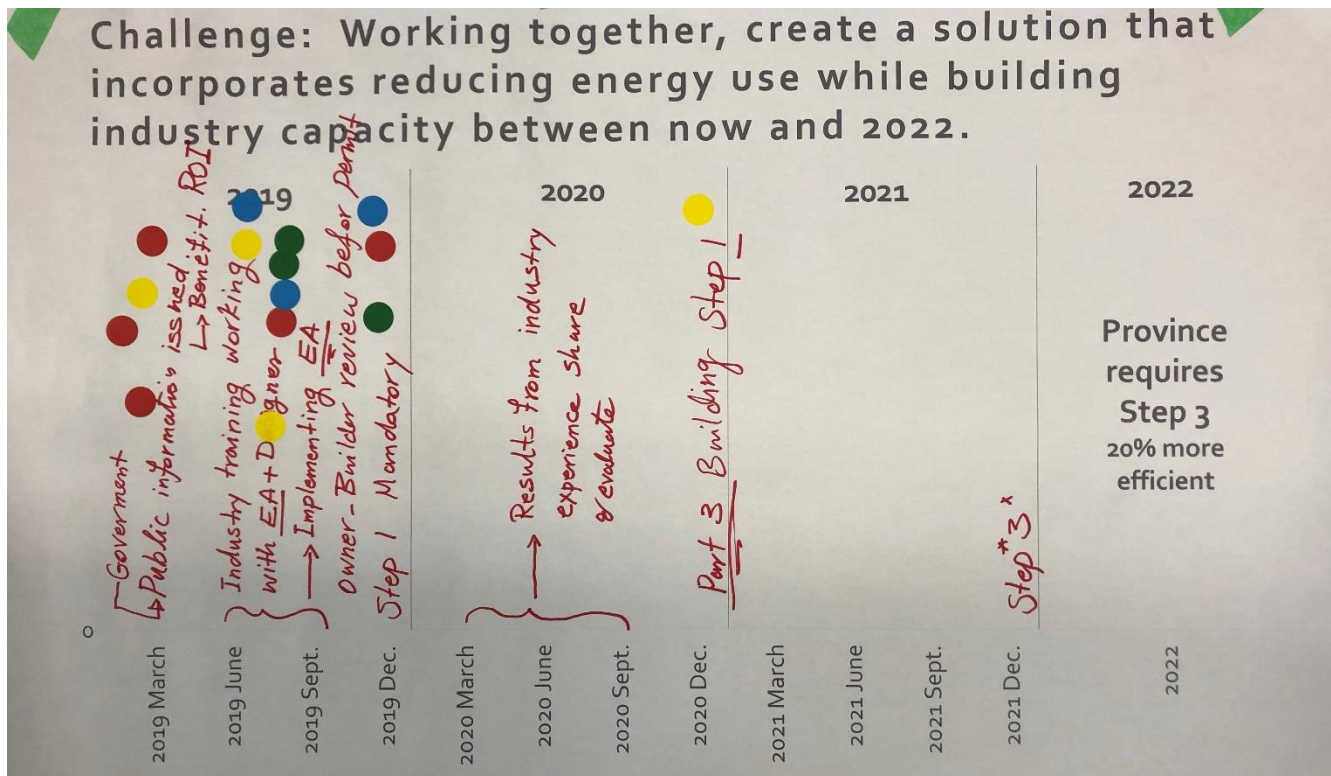 Challenge: Working together, create a solution that
incorporates reducing energy use while building
industry capacity between now and 2022.
2019
2020
2021
2022
Goverment
↳ Public information issued
↳ Benefit. ROI
Industry training working
with EA + Designer
→ Implementing EA
Owner-Builder review befor permit
Step 1 Mandatory
→ Results from industry
experience share
& evaluate
Part 3 Building Step 1
Step *3*
Province
requires
Step 3
20% more
efficient
0
2019 March
2019 June
2019 Sept.
2019 Dec.
2020 March
2020 June
2020 Sept.
2020 Dec.
2021 March
2021 June
2021 Sept.
2021 Dec.
2022